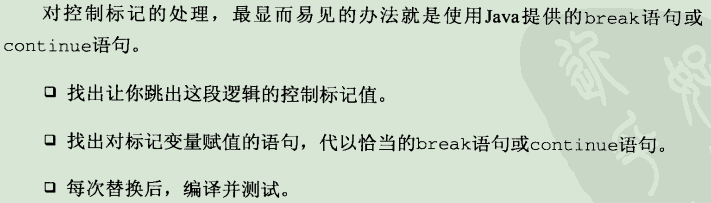 对控制标记的处理，最显而易见的办法就是使用Java提供的break语句或
continue语句。
□ 找出让你跳出这段逻辑的控制标记值。
□ 找出对标记变量赋值的语句，代以恰当的break语句或continue语句。
□ 每次替换后，编译并测试。